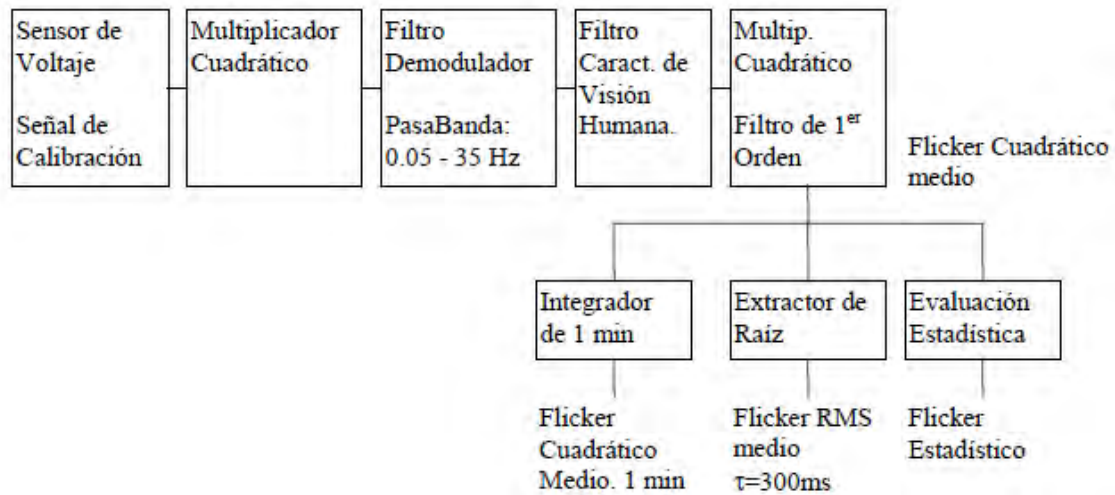 Sensor de
Voltaje
Señal de
Calibración
Multiplicador
Cuadrático
Filtro
Demodulador
PasaBanda:
0.05 - 35 Hz
Filtro
Caract. de
Visión
Humana.
Multip.
Cuadrático
Filtro de 1er
Orden
Flicker Cuadrático
medio
Integrador
de 1 min
Extractor de
Raíz
Evaluación
Estadística
Flicker
Cuadrático
Medio. 1 min
Flicker RMS
medio
τ=300ms
Flicker
Estadístico